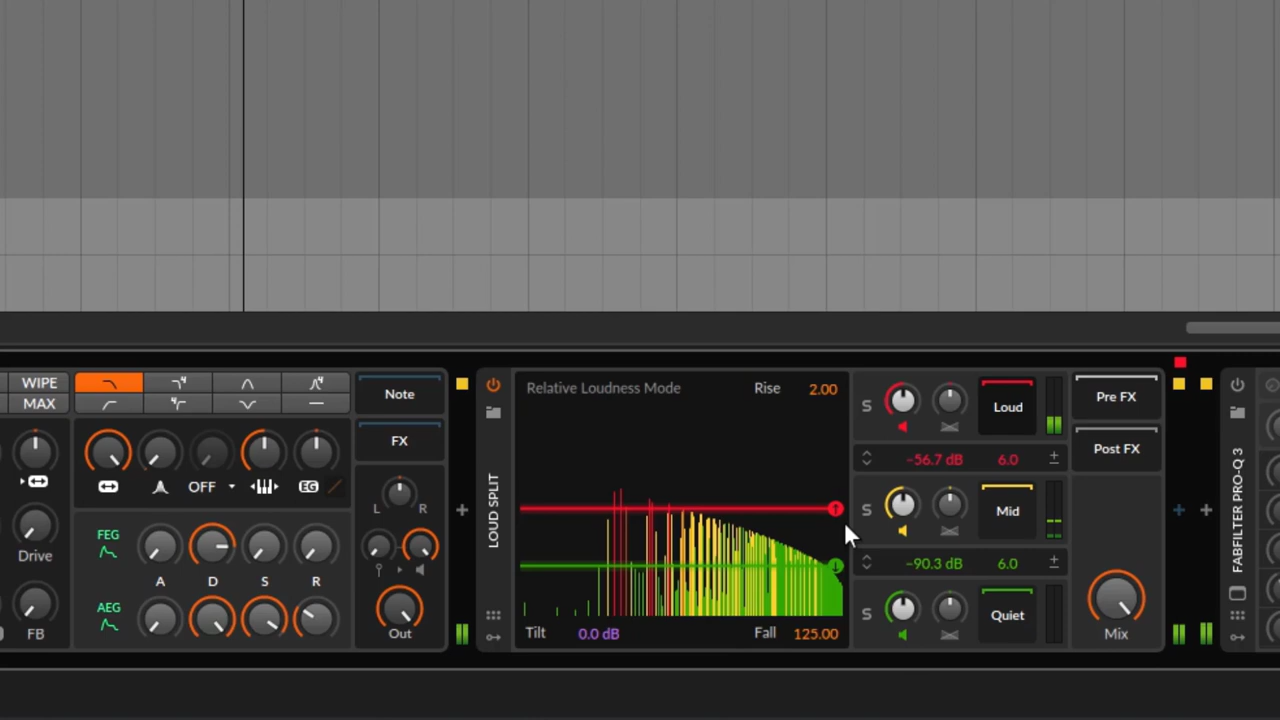 WIPE
MAX
Note
FX
OFF
EG
L R
Drive
FEG
A D S R
AEG
FB
Out
LOUD SPLIT
Relative Loudness Mode Rise 2.00
Tilt 0.0 dB Fall 125.00
S Loud
-56.7 dB 6.0
S Mid
-90.3 dB 6.0
S Quiet
Pre FX
Post FX
Mix
FABFILTER PRO-Q 3